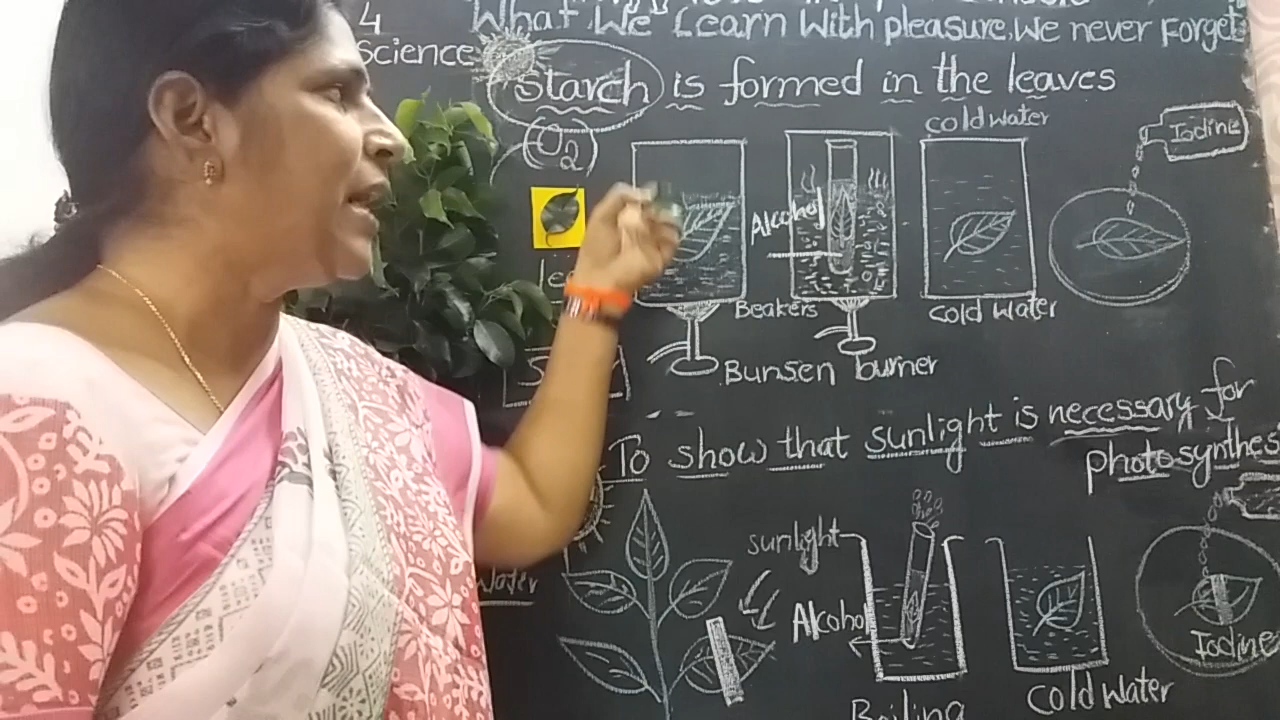 What We Learn With pleasure. We never Forget
4
Science
Starch is formed in the leaves
O2
cold water
Iodine
Alcohol
Beakers
cold water
Bunsen burner
To show that sunlight is necessary for
photosynthes
sunlight
Water
Alcohol
Iodine
Boiling
cold water